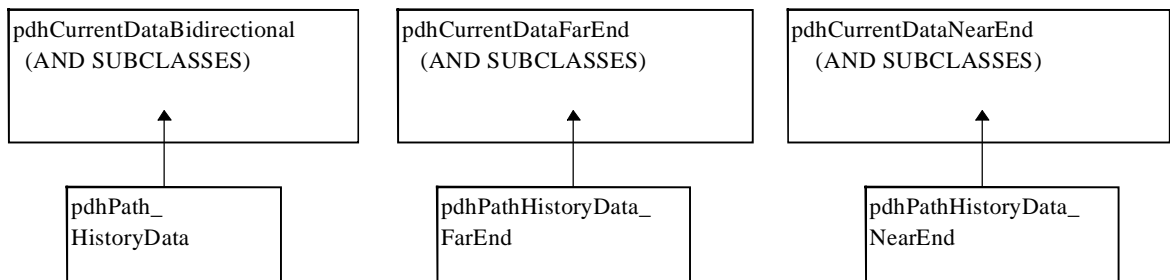 pdhCurrentDataBidirectional
(AND SUBCLASSES)
pdhCurrentDataFarEnd
(AND SUBCLASSES)
pdhCurrentDataNearEnd
(AND SUBCLASSES)
pdhPath_
HistoryData
pdhPathHistoryData_
FarEnd
pdhPathHistoryData_
NearEnd